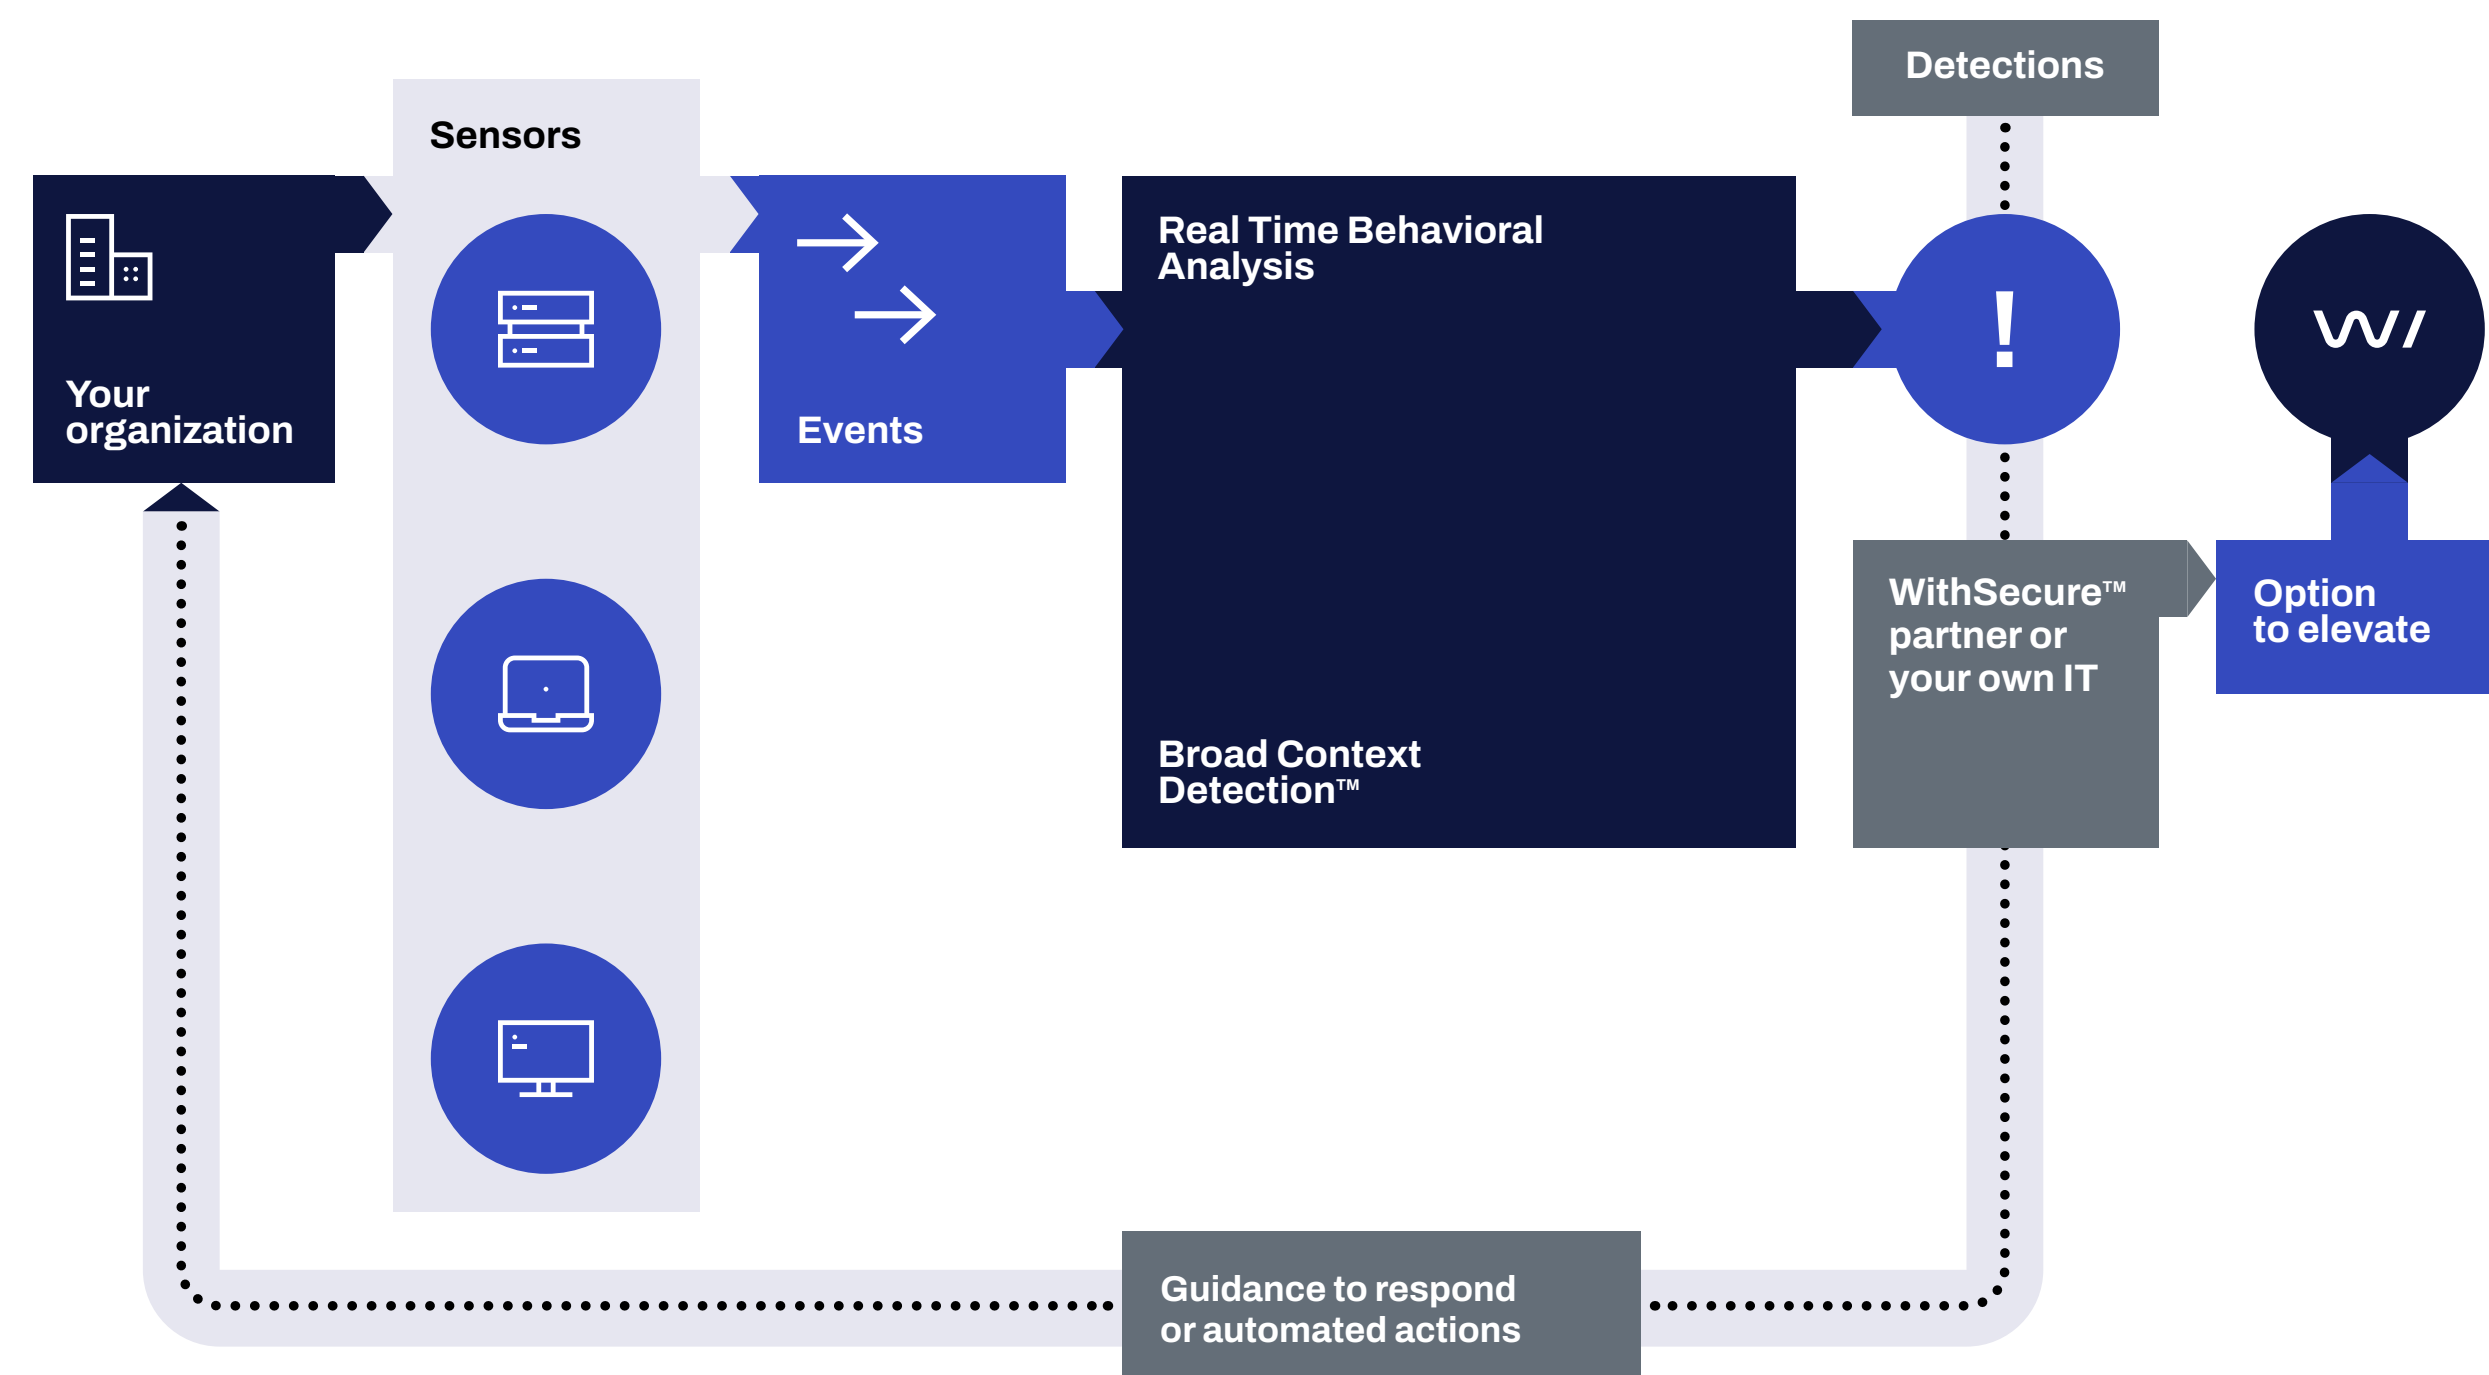 Detections
Sensors
Your
organization
Events
Real Time Behavioral
Analysis
Broad Context
Detection™
!
WithSecure™
partner or
your own IT
Option
to elevate
Guidance to respond
or automated actions